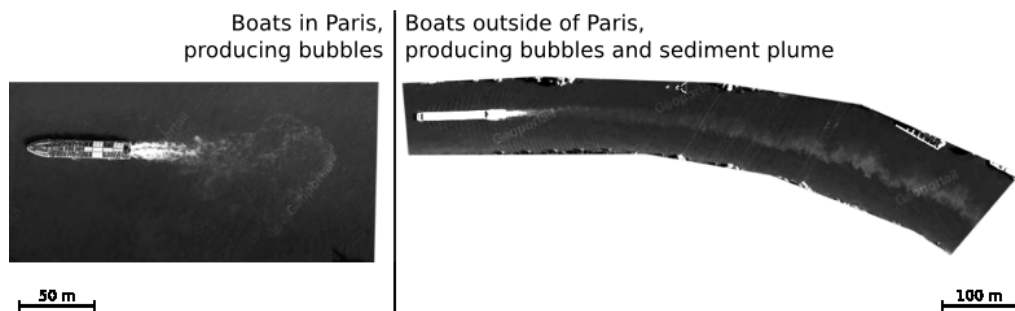 Boats in Paris,
producing bubbles
Boats outside of Paris,
producing bubbles and sediment plume
50 m
100 m